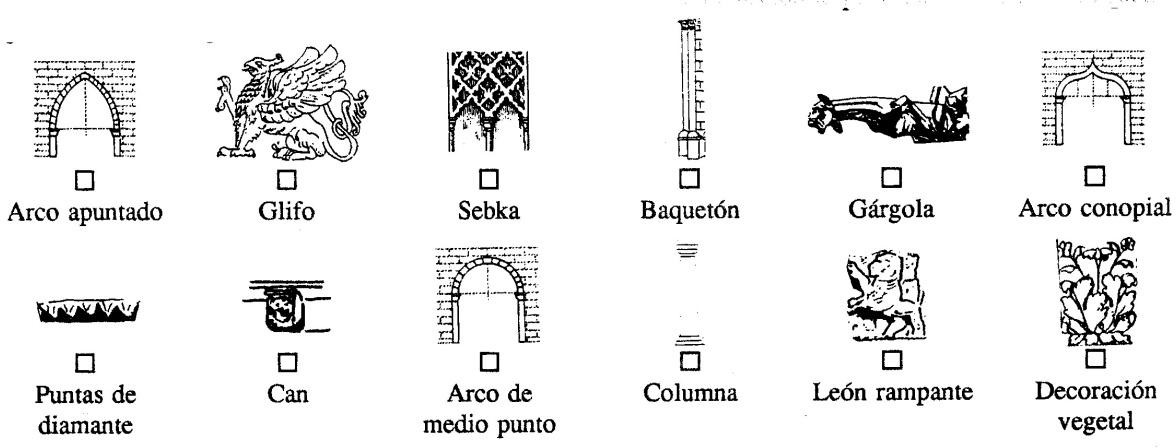 Arco apuntado Glifo Sebka Baquetón Gárgola Arco conopial
Puntas de diamante Can Arco de medio punto Columna León rampante Decoración vegetal